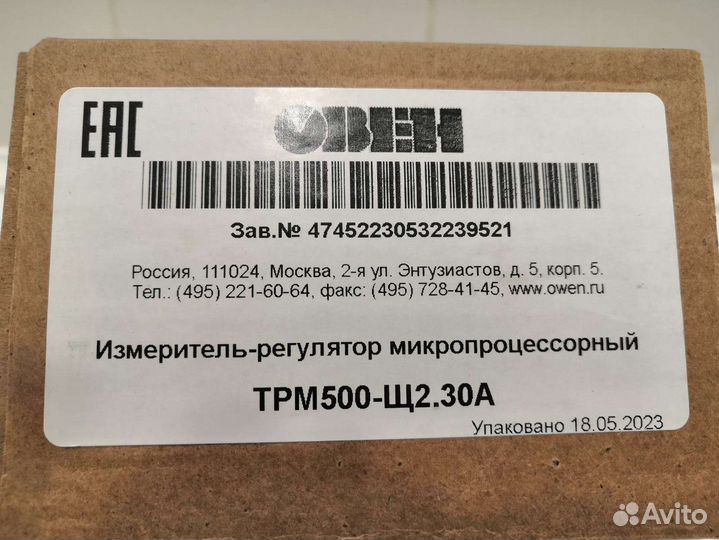 EAC ОВЕН
Зав.№ 47452230532239521
Россия, 111024, Москва, 2-я ул. Энтузиастов, д. 5, корп. 5.
Тел.: (495) 221-60-64, факс: (495) 728-41-45, www.owen.ru
Измеритель-регулятор микропроцессорный
ТРМ500-Щ2.30А
Упаковано 18.05.2023
Avito